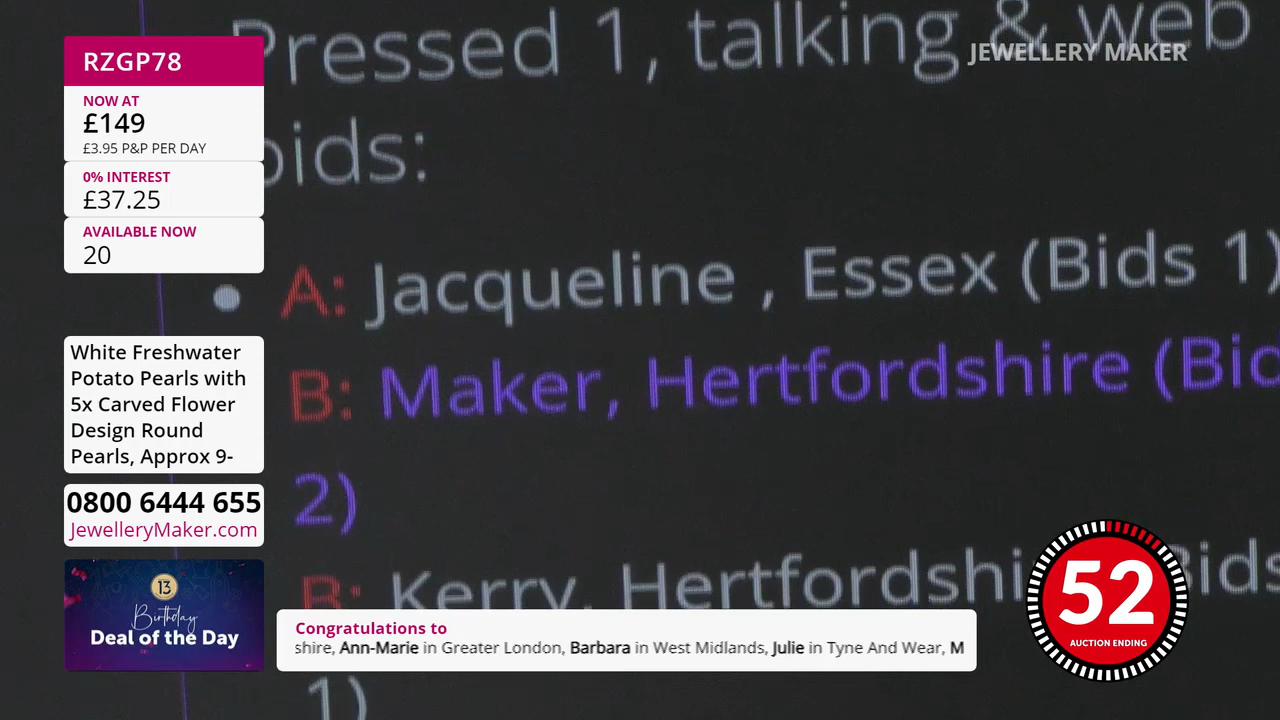 Pressed 1, talking & web
bids:
A: Jacqueline , Essex (Bids 1)
B: Maker, Hertfordshire (Bid
2)
B: Kerry, Hertfordshi Bids
1)
JEWELLERY MAKER
RZGP78
NOW AT
£149
£3.95 P&P PER DAY
0% INTEREST
£37.25
AVAILABLE NOW
20
White Freshwater
Potato Pearls with
5x Carved Flower
Design Round
Pearls, Approx 9-
0800 6444 655
JewelleryMaker.com
13
Birthday
Deal of the Day
Congratulations to
shire, Ann-Marie in Greater London, Barbara in West Midlands, Julie in Tyne And Wear, M
52
AUCTION ENDING